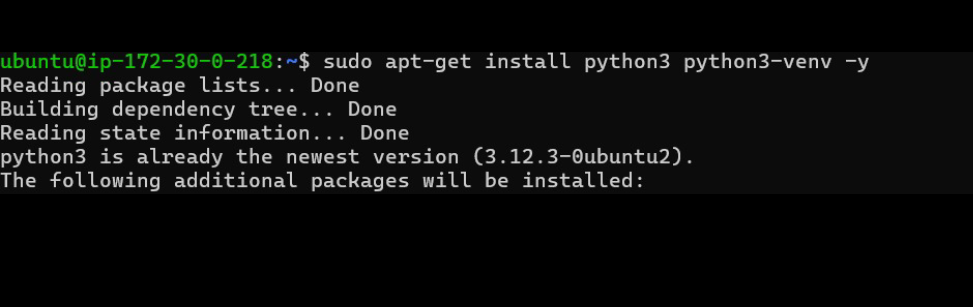 ubuntu@ip-172-30-0-218:~$ sudo apt-get install python3 python3-venv -y
Reading package lists... Done
Building dependency tree... Done
Reading state information... Done
python3 is already the newest version (3.12.3-0ubuntu2).
The following additional packages will be installed: